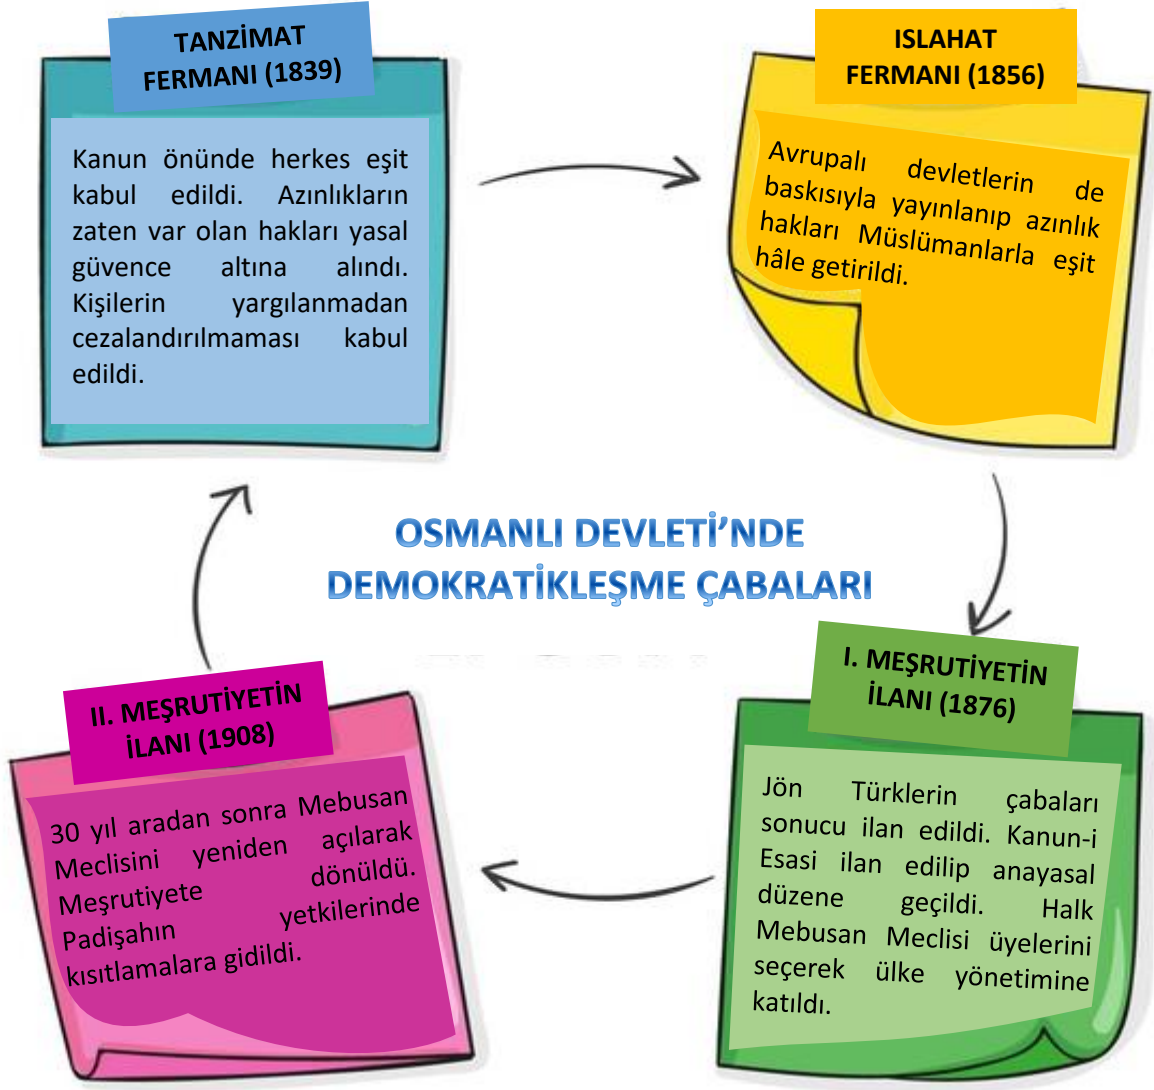 TANZİMAT
FERMANI (1839)
Kanun önünde herkes eşit
kabul edildi. Azınlıkların
zaten var olan hakları yasal
güvence altına alındı.
Kişilerin yargılanmadan
cezalandırılmaması kabul
edildi.
ISLAHAT
FERMANI (1856)
Avrupalı devletlerin de
baskısıyla yayınlanıp azınlık
hakları Müslümanlarla eşit
hâle getirildi.
OSMANLI DEVLETİ’NDE
DEMOKRATİKLEŞME ÇABALARI
I. MEŞRUTİYETİN
İLANI (1876)
Jön Türklerin çabaları
sonucu ilan edildi. Kanun-i
Esasi ilan edilip anayasal
düzene geçildi. Halk
Mebusan Meclisi üyelerini
seçerek ülke yönetimine
katıldı.
II. MEŞRUTİYETİN
İLANI (1908)
30 yıl aradan sonra Mebusan
Meclisini yeniden açılarak
Meşrutiyete dönüldü.
Padişahın yetkilerinde
kısıtlamalara gidildi.